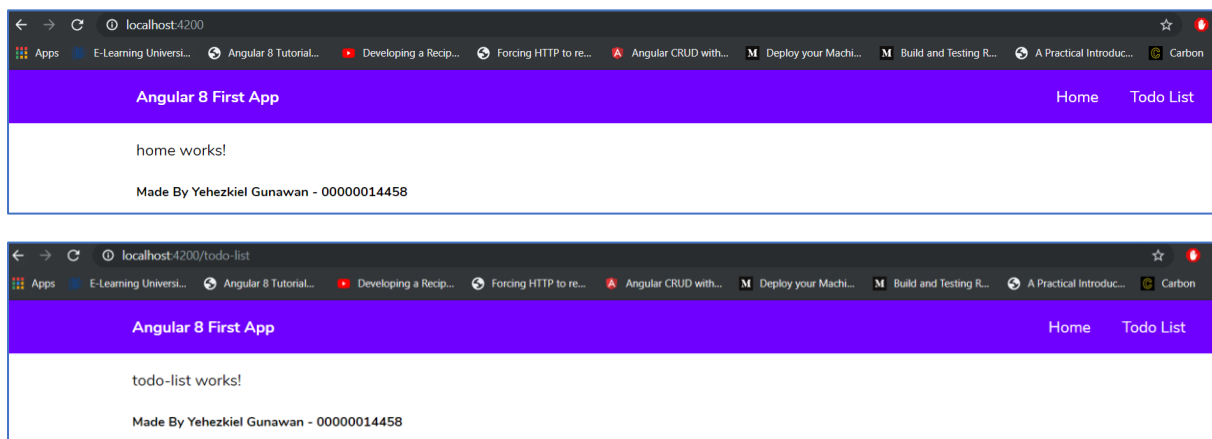 localhost:4200
Apps E-Learning Universi... Angular 8 Tutorial... Developing a Recip... Forcing HTTP to re... Angular CRUD with... M Deploy your Machi... M Build and Testing R... A Practical Introduc... Carbon
Angular 8 First App Home Todo List
home works!
Made By Yehezkiel Gunawan - 00000014458
localhost:4200/todo-list
Apps E-Learning Universi... Angular 8 Tutorial... Developing a Recip... Forcing HTTP to re... Angular CRUD with... M Deploy your Machi... M Build and Testing R... A Practical Introduc... Carbon
Angular 8 First App Home Todo List
todo-list works!
Made By Yehezkiel Gunawan - 00000014458